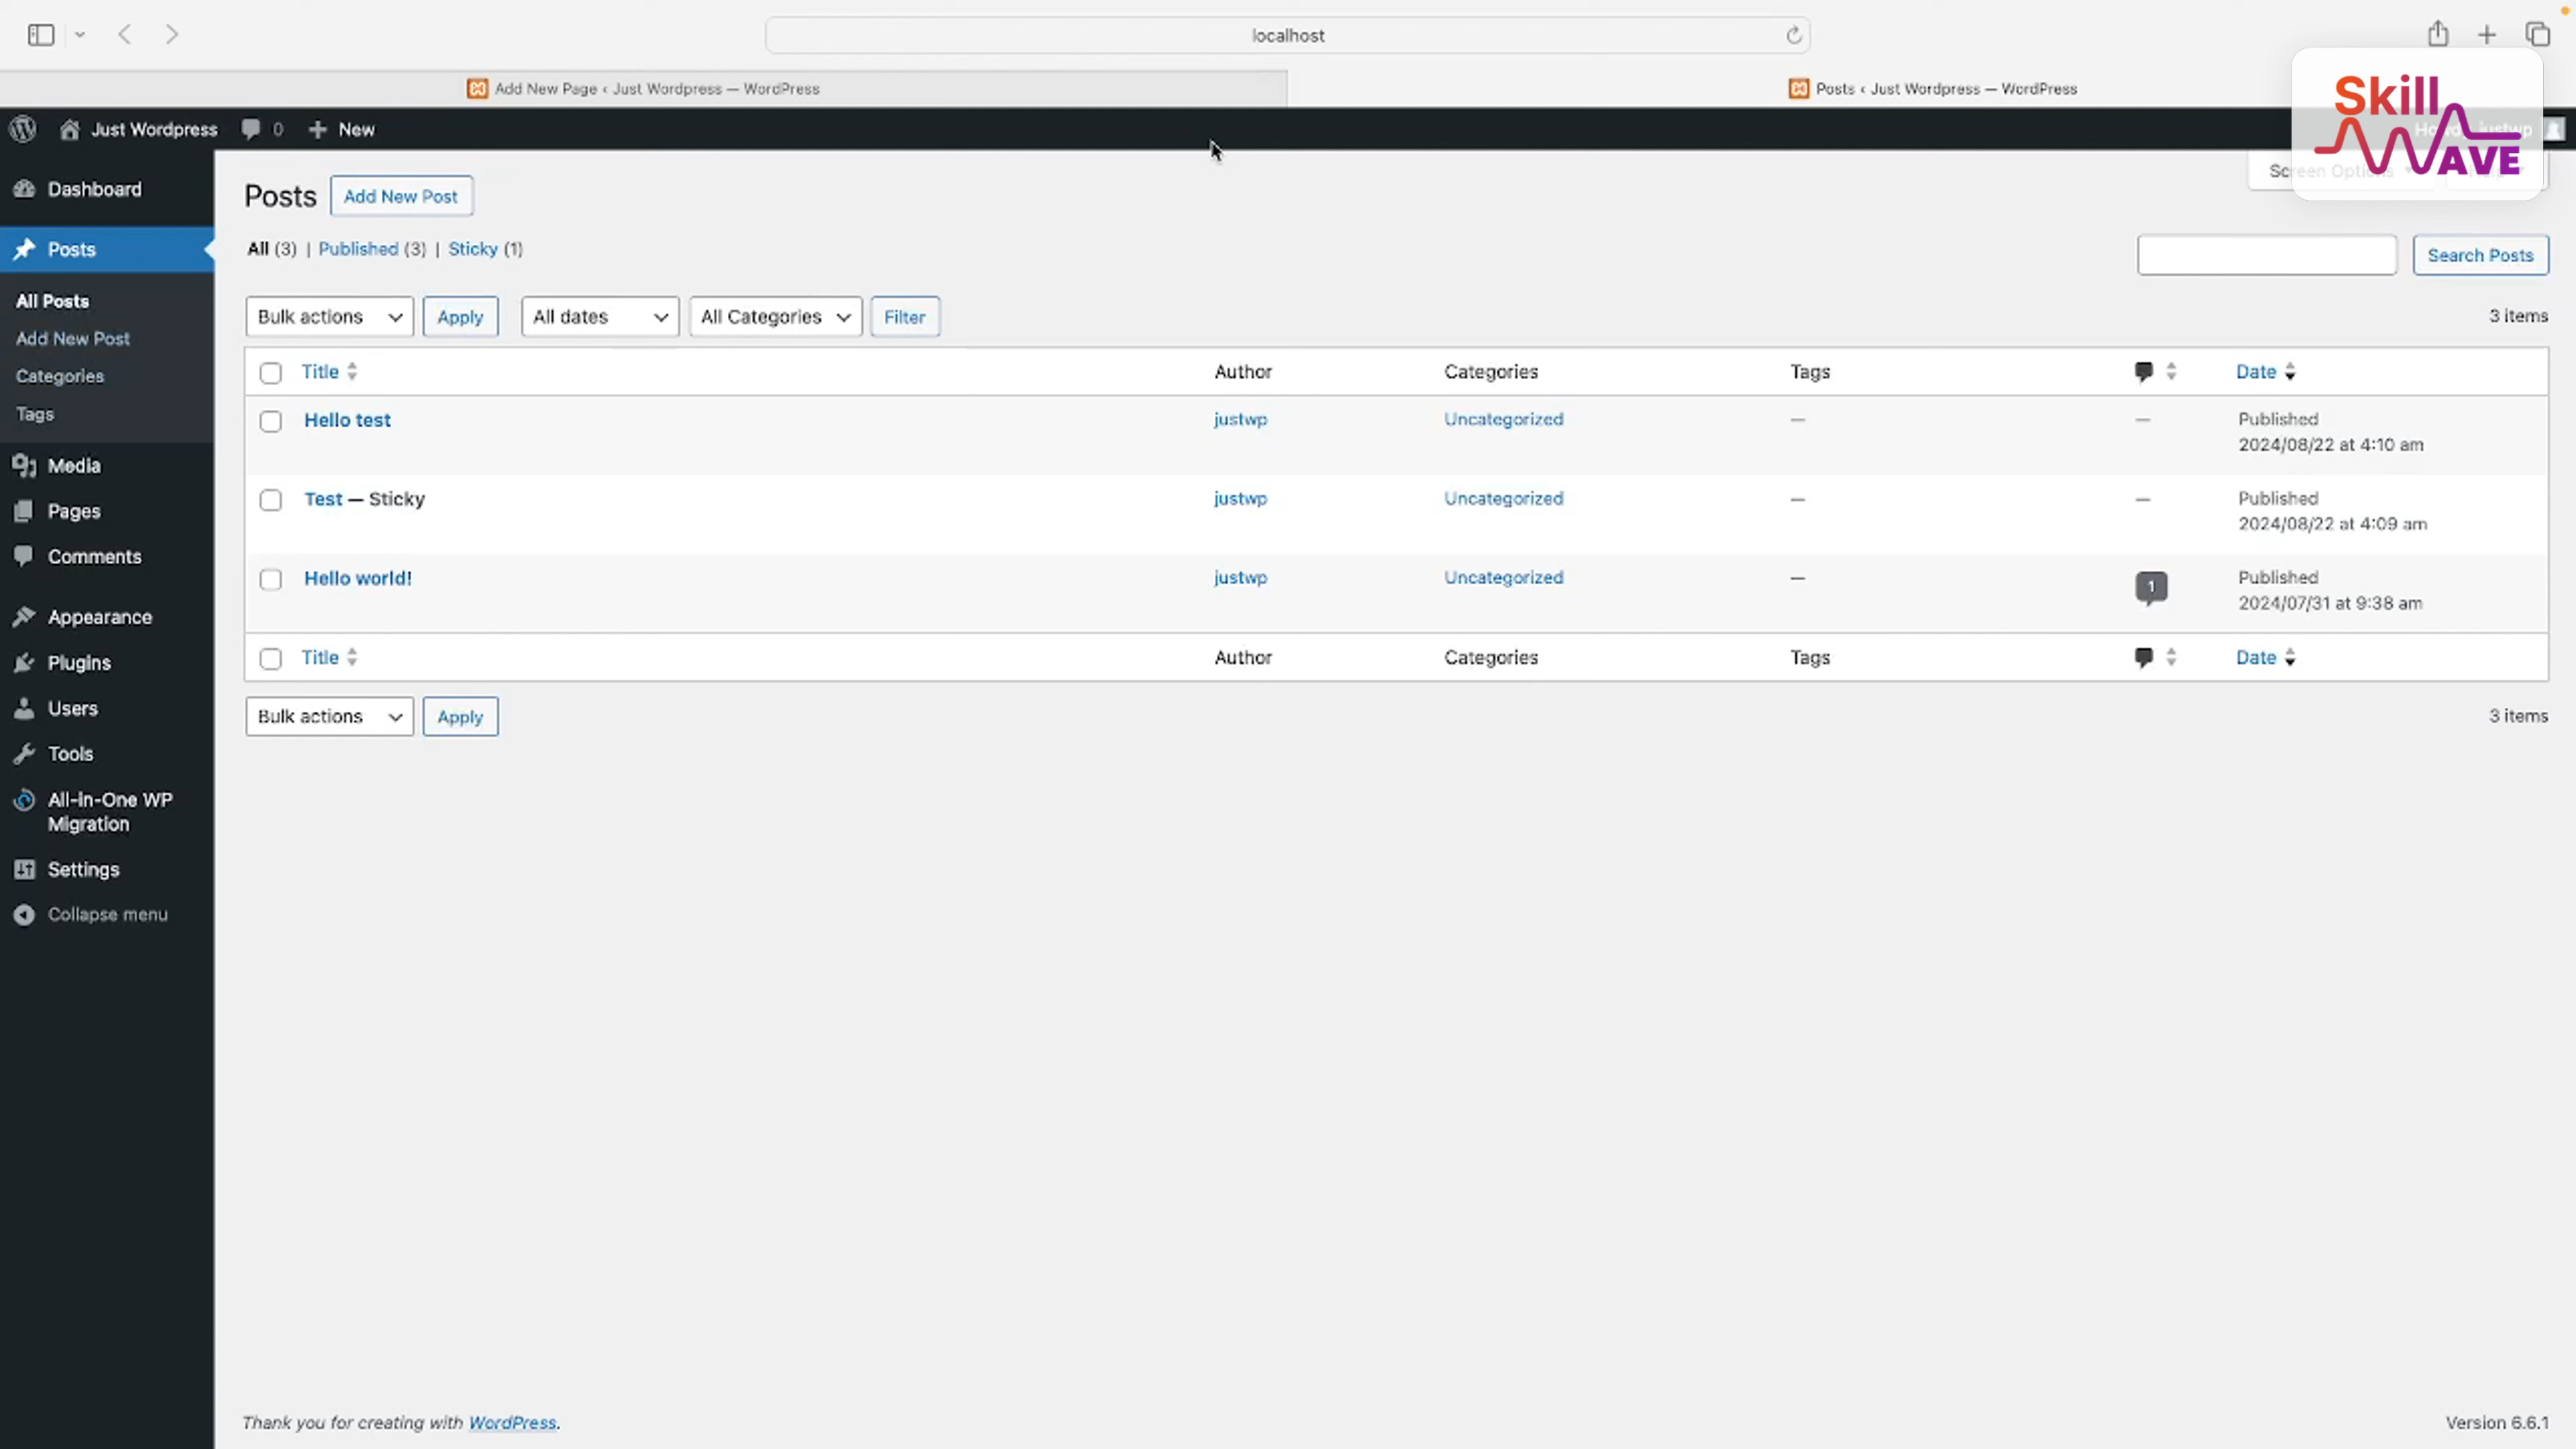 localhost
Add New Page ‹ Just Wordpress — WordPress
Posts ‹ Just Wordpress — WordPress
Skill
WAVE
Just Wordpress 0 New
justwp
Dashboard
Posts
All Posts
Add New Post
Categories
Tags
Media
Pages
Comments
Appearance
Plugins
Users
Tools
All-in-One WP
Migration
Settings
Collapse menu
Posts Add New Post
Screen Options
All (3) | Published (3) | Sticky (1)
Search Posts
Bulk actions Apply All dates All Categories Filter 3 items
Title Author Categories Tags Date
Hello test justwp Uncategorized — — Published
2024/08/22 at 4:10 am
Test — Sticky justwp Uncategorized — — Published
2024/08/22 at 4:09 am
Hello world! justwp Uncategorized — 1 Published
2024/07/31 at 9:38 am
Title Author Categories Tags Date
Bulk actions Apply 3 items
Thank you for creating with WordPress.
Version 6.6.1